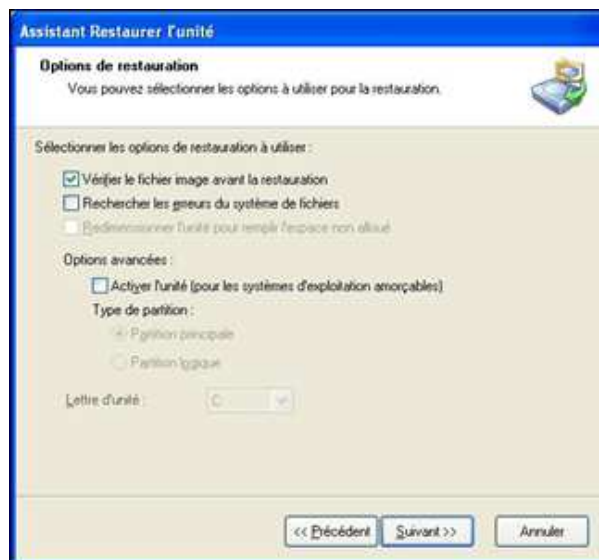 Assistant Restaurer l'unité
Options de restauration
Vous pouvez sélectionner les options à utiliser pour la restauration.
Sélectionner les options de restauration à utiliser :
Vérifier le fichier image avant la restauration
Rechercher les erreurs du système de fichiers
Redimensionner l'unité pour remplir l'espace non alloué
Options avancées :
Activer l'unité (pour les systèmes d'exploitation amorçables)
Type de partition :
Partition principale
Partition logique
Lettre d'unité : C:
<< Précédent Suivant >> Annuler